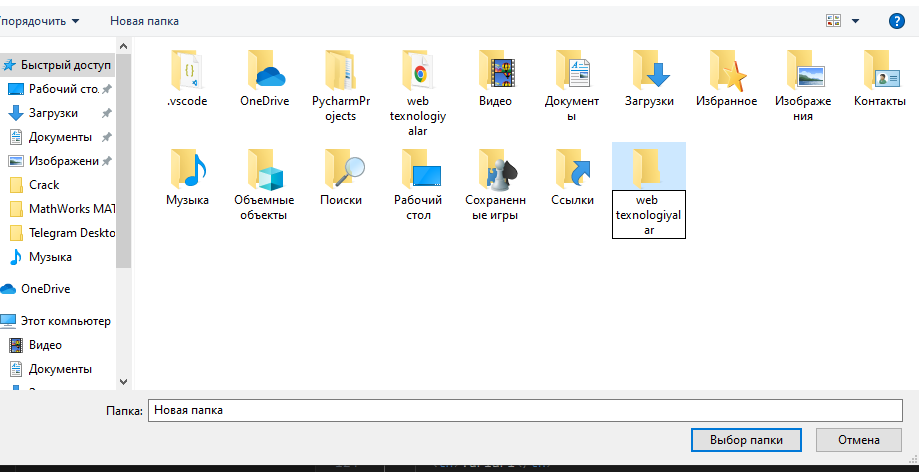 порядочить
Новая папка
?
Быстрый доступ
Рабочий сто.
Загрузки
Документы
Изображени
Crack
MathWorks MAT
Telegram Deskto
Музыка
OneDrive
Этот компьютер
Видео
Документы
.vscode
OneDrive
PycharmPr
ojects
web
texnologiy
alar
Видео
Документ
ы
Загрузки
Избранное
Изображе
ния
Контакты
Музыка
Объемные
объекты
Поиски
Рабочий
стол
Сохранен
ные игры
Ссылки
web
texnologiyal
ar
Папка:
Новая папка
Выбор папки
Отмена